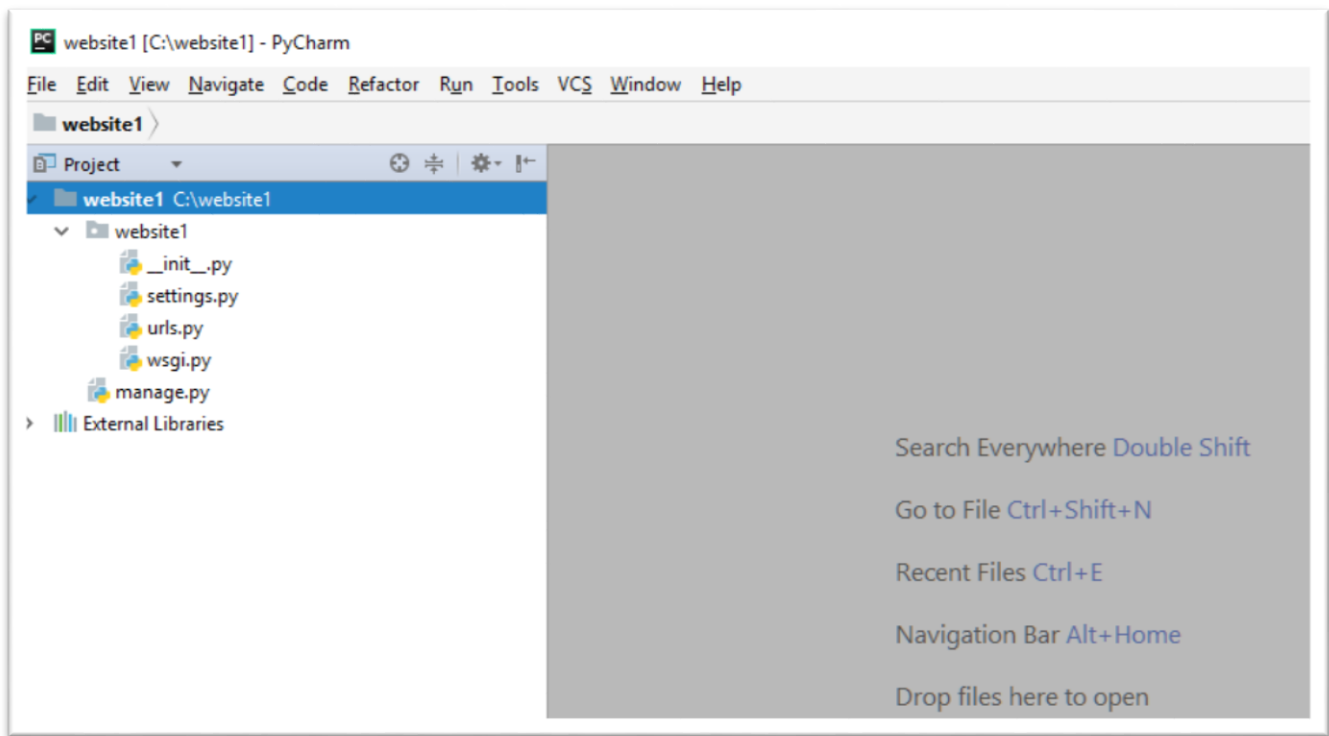 PC website1 [C:\website1] - PyCharm
File Edit View Navigate Code Refactor Run Tools VCS Window Help
website1
Project
website1 C:\website1
website1
__init__.py
settings.py
urls.py
wsgi.py
manage.py
External Libraries
Search Everywhere Double Shift
Go to File Ctrl+Shift+N
Recent Files Ctrl+E
Navigation Bar Alt+Home
Drop files here to open